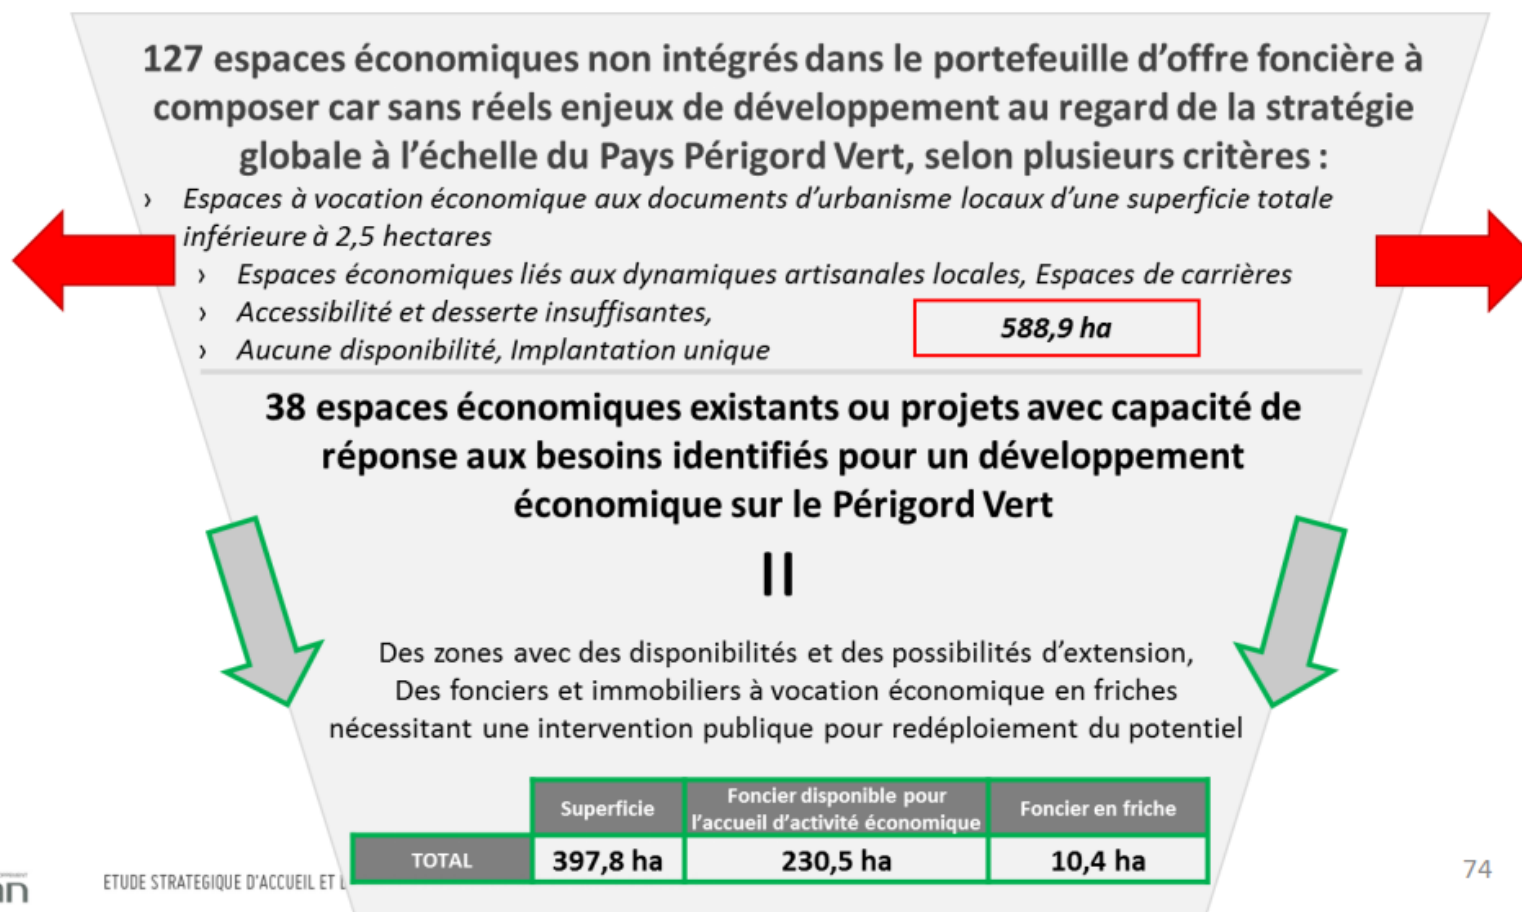 127 espaces économiques non intégrés dans le portefeuille d’offre foncière à
composer car sans réels enjeux de développement au regard de la stratégie
globale à l’échelle du Pays Périgord Vert, selon plusieurs critères :
› Espaces à vocation économique aux documents d’urbanisme locaux d’une superficie totale
inférieure à 2,5 hectares
› Espaces économiques liés aux dynamiques artisanales locales, Espaces de carrières
› Accessibilité et desserte insuffisantes,
› Aucune disponibilité, Implantation unique
588,9 ha
38 espaces économiques existants ou projets avec capacité de
réponse aux besoins identifiés pour un développement
économique sur le Périgord Vert
Des zones avec des disponibilités et des possibilités d’extension,
Des fonciers et immobiliers à vocation économique en friches
nécessitant une intervention publique pour redéploiement du potentiel
Superficie
Foncier disponible pour
l’accueil d’activité économique
Foncier en friche
TOTAL
397,8 ha
230,5 ha
10,4 ha
ETUDE STRATEGIQUE D'ACCUEIL ET
74